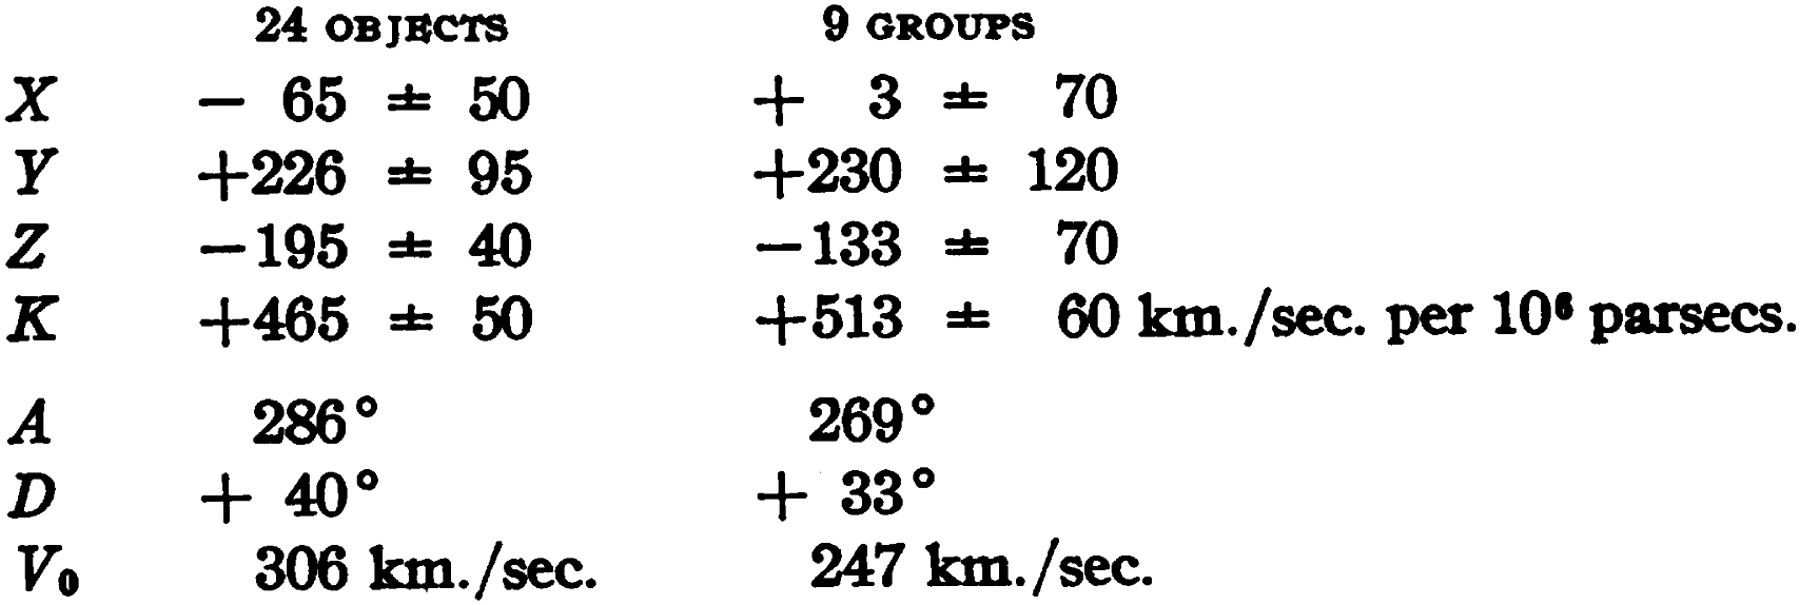 24 OBJECTS 9 GROUPS
X − 65 ± 50 + 3 ± 70
Y +226 ± 95 +230 ± 120
Z −195 ± 40 −133 ± 70
K +465 ± 50 +513 ± 60 km./sec. per 10⁶ parsecs.
A 286° 269°
D + 40° + 33°
V₀ 306 km./sec. 247 km./sec.